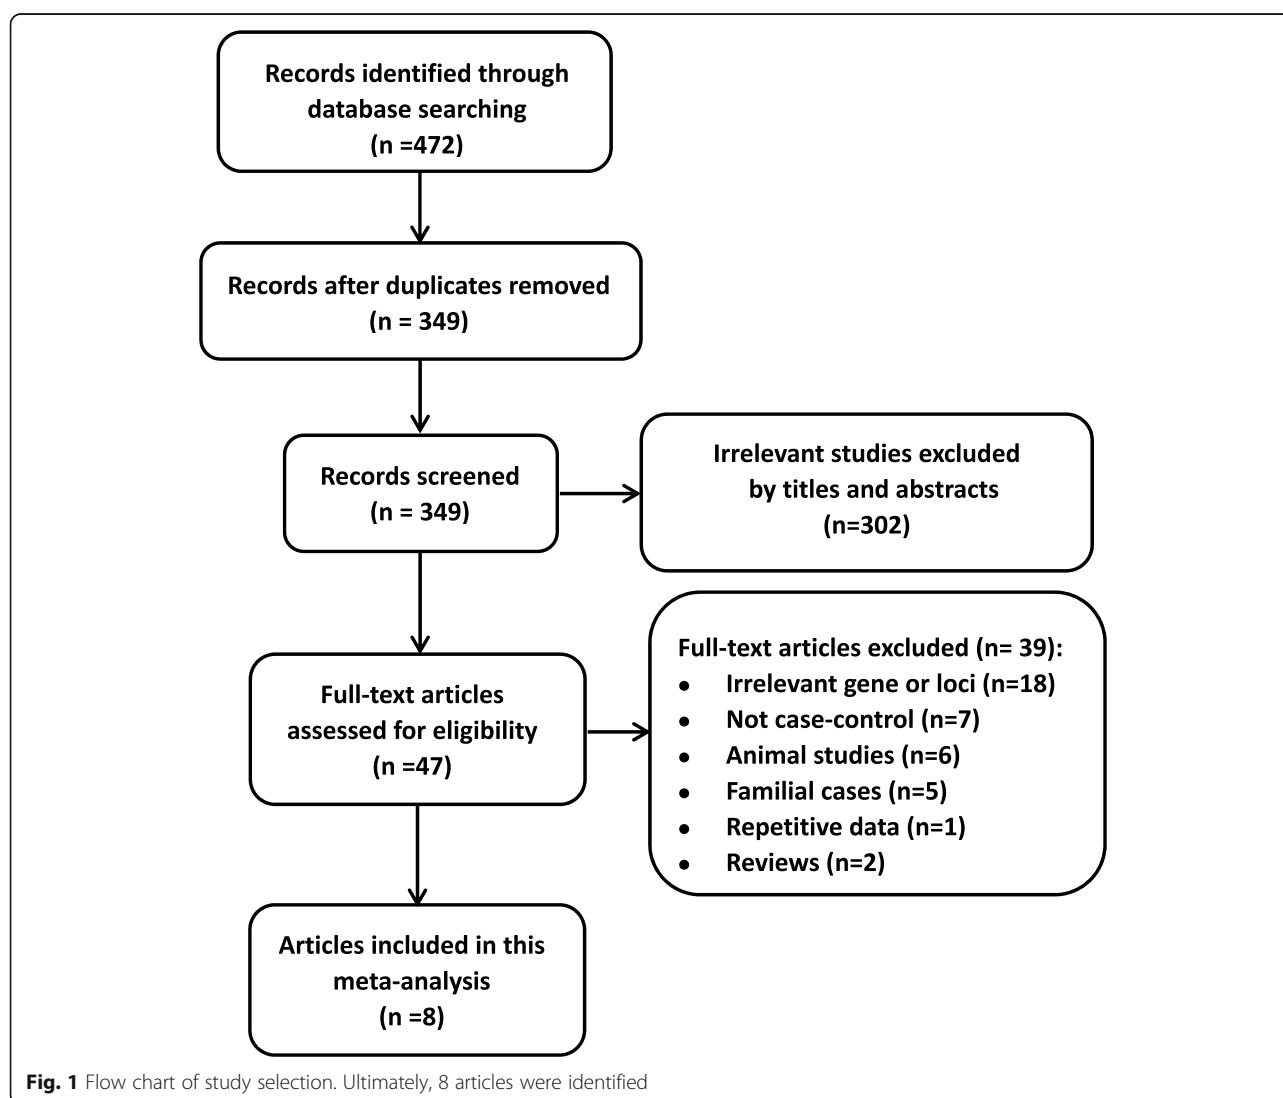 Records identified through
database searching
(n =472)
Records after duplicates removed
(n = 349)
Records screened
(n = 349)
Irrelevant studies excluded
by titles and abstracts
(n=302)
Full-text articles
assessed for eligibility
(n =47)
Full-text articles excluded (n= 39):
• Irrelevant gene or loci (n=18)
• Not case-control (n=7)
• Animal studies (n=6)
• Familial cases (n=5)
• Repetitive data (n=1)
• Reviews (n=2)
Articles included in this
meta-analysis
(n =8)
Fig. 1 Flow chart of study selection. Ultimately, 8 articles were identified